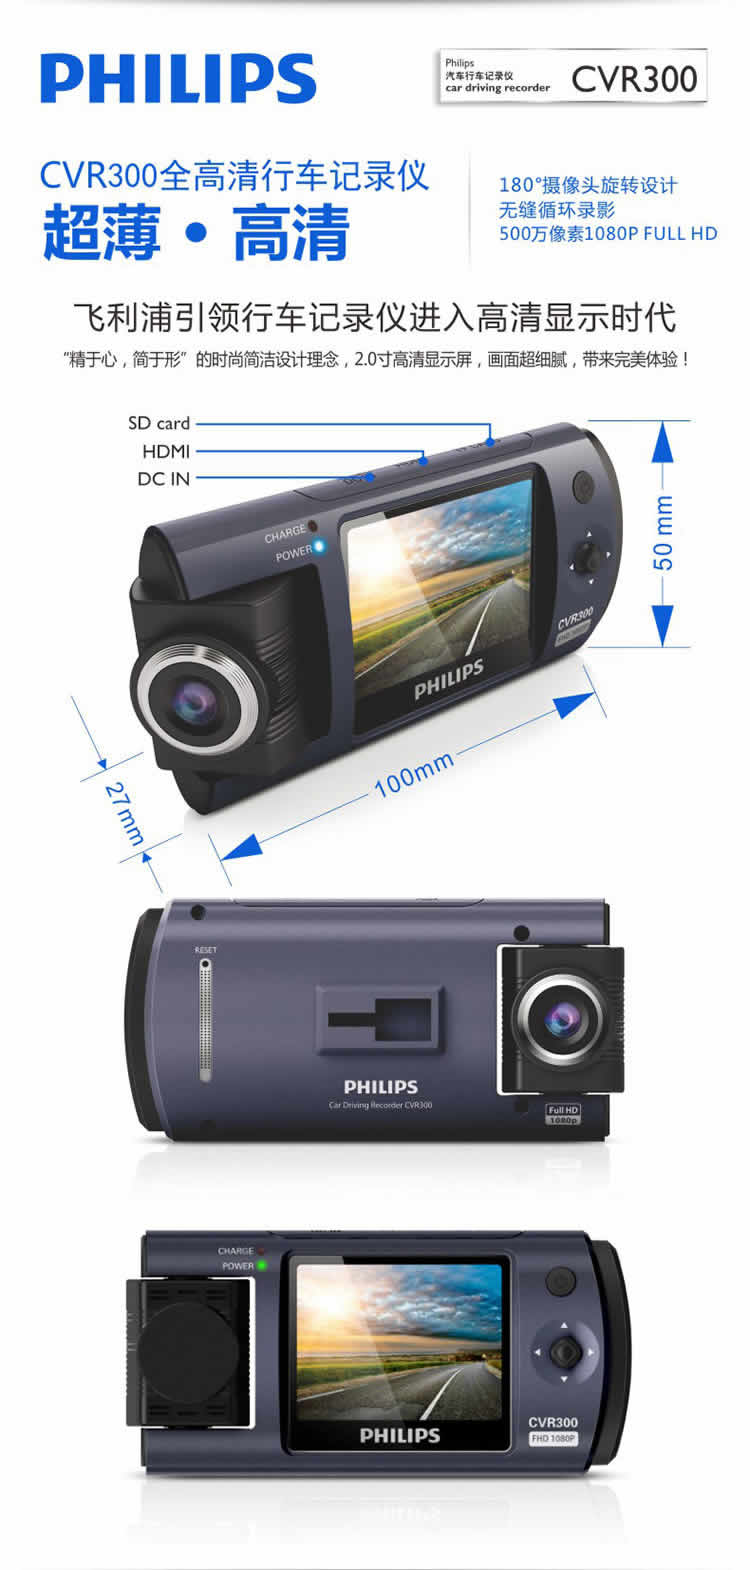 PHILIPS
Philips
汽车行车记录仪
car driving recorder
CVR300
CVR300全高清行车记录仪
超薄·高清
180°摄像头旋转设计
无缝循环录影
500万像素1080P FULL HD
飞利浦引领行车记录仪进入高清显示时代
“精于心，简于形”的时尚简洁设计理念，2.0寸高清显示屏，画面超细腻，带来完美体验！
SD card
HDMI
DC IN
CHARGE
POWER
50 mm
CVR300
FHD 1080P
PHILIPS
100mm
27mm
RESET
PHILIPS
Car Driving Recorder CVR300
Full HD
1080p
CHARGE
POWER
PHILIPS
CVR300
FHD 1080P